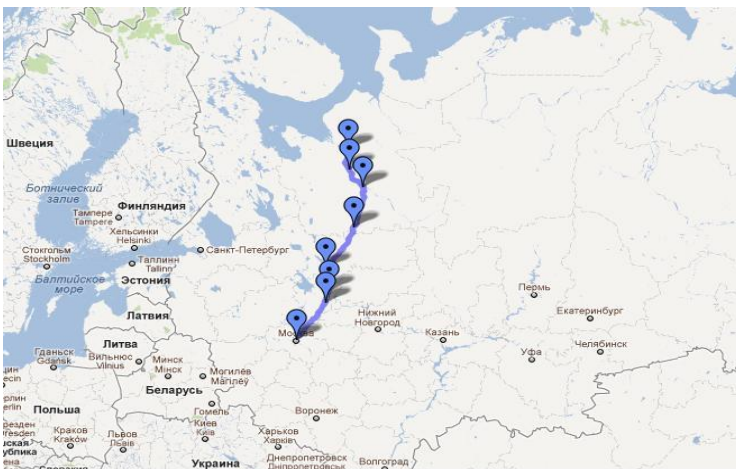 Швеция
Ботнический
залив
Финляндия
Тампере
Tampere
Хельсинки
Helsinki
Санкт-Петербург
Стокгольм
Stockholm
Таллинн
Tallinn
Балтийское
море
Эстония
Латвия
Пермь
Нижний
Новгород
Екатеринбург
Казань
Уфа
Челябинск
Литва
Гданьск
Gdańsk
Вильнюс
Vilnius
Минск
Мінск
Могилёв
Магілёў
Беларусь
Польша
Гомель
Воронеж
Краков
Kraków
Львов
Львів
Киев
Київ
Харьков
Харків
Украина
Днепропетровск
Дніпропетровськ
Волгоград